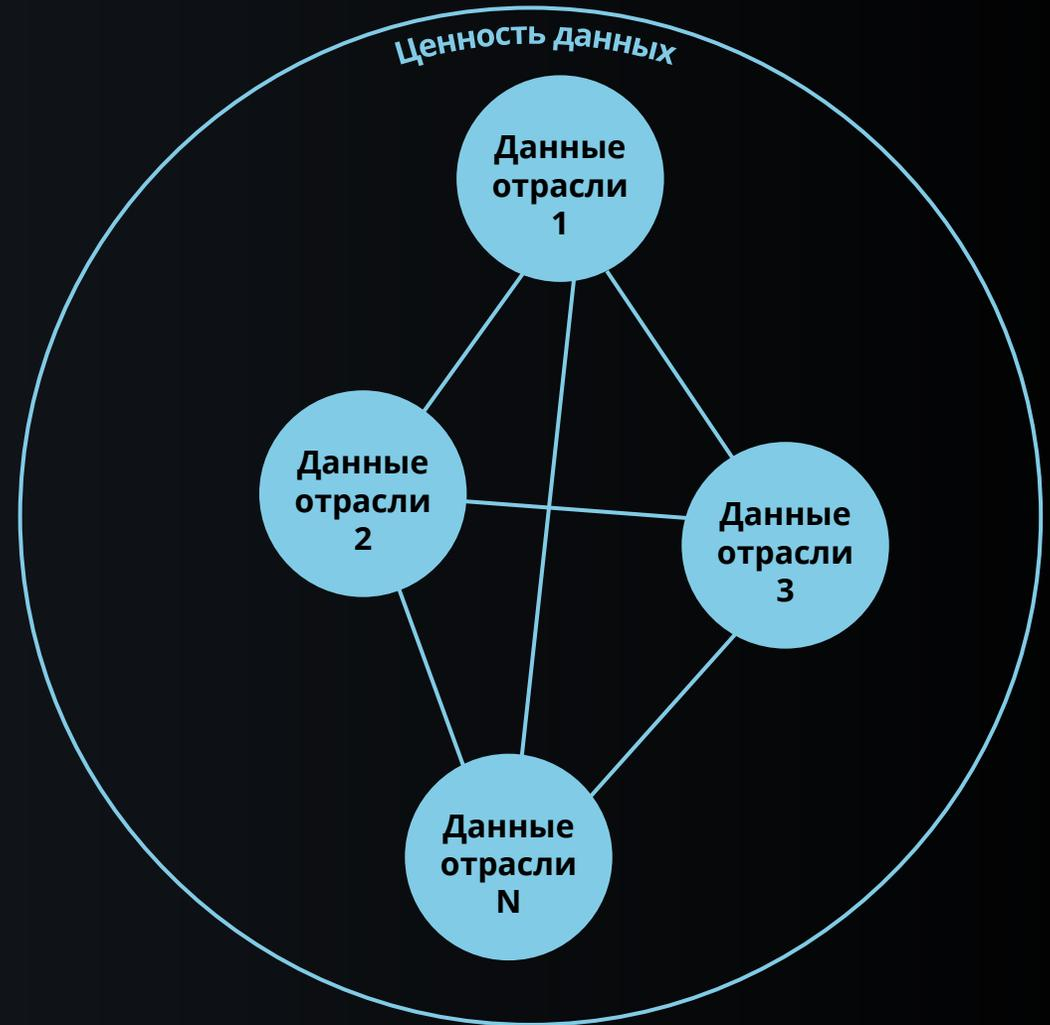 Ценность данных
Данные
отрасли
1
Данные
отрасли
2
Данные
отрасли
3
Данные
отрасли
N